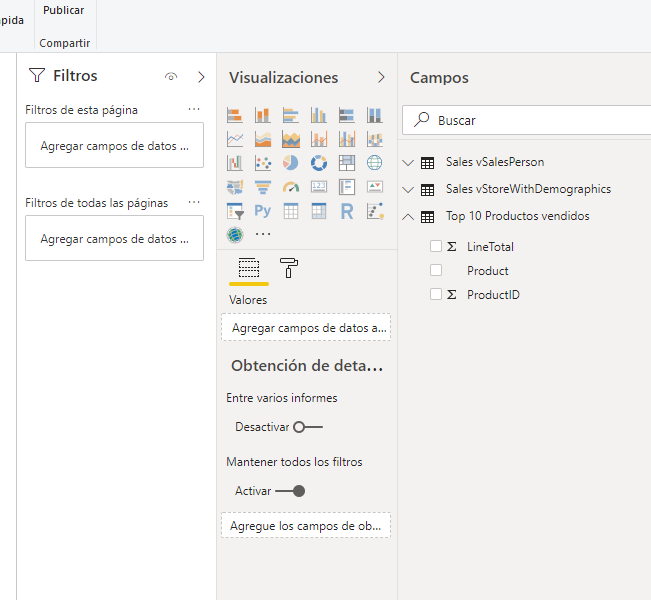 pida
Publicar
Compartir
Filtros
Filtros de esta página
...
Agregar campos de datos ...
Filtros de todas las páginas
...
Agregar campos de datos ...
Visualizaciones
123
Py
R
...
Valores
Agregar campos de datos a...
Obtención de deta...
Entre varios informes
Desactivar
Mantener todos los filtros
Activar
Agregue los campos de ob...
Campos
Buscar
Sales vSalesPerson
Sales vStoreWithDemographics
Top 10 Productos vendidos
Σ LineTotal
Product
Σ ProductID